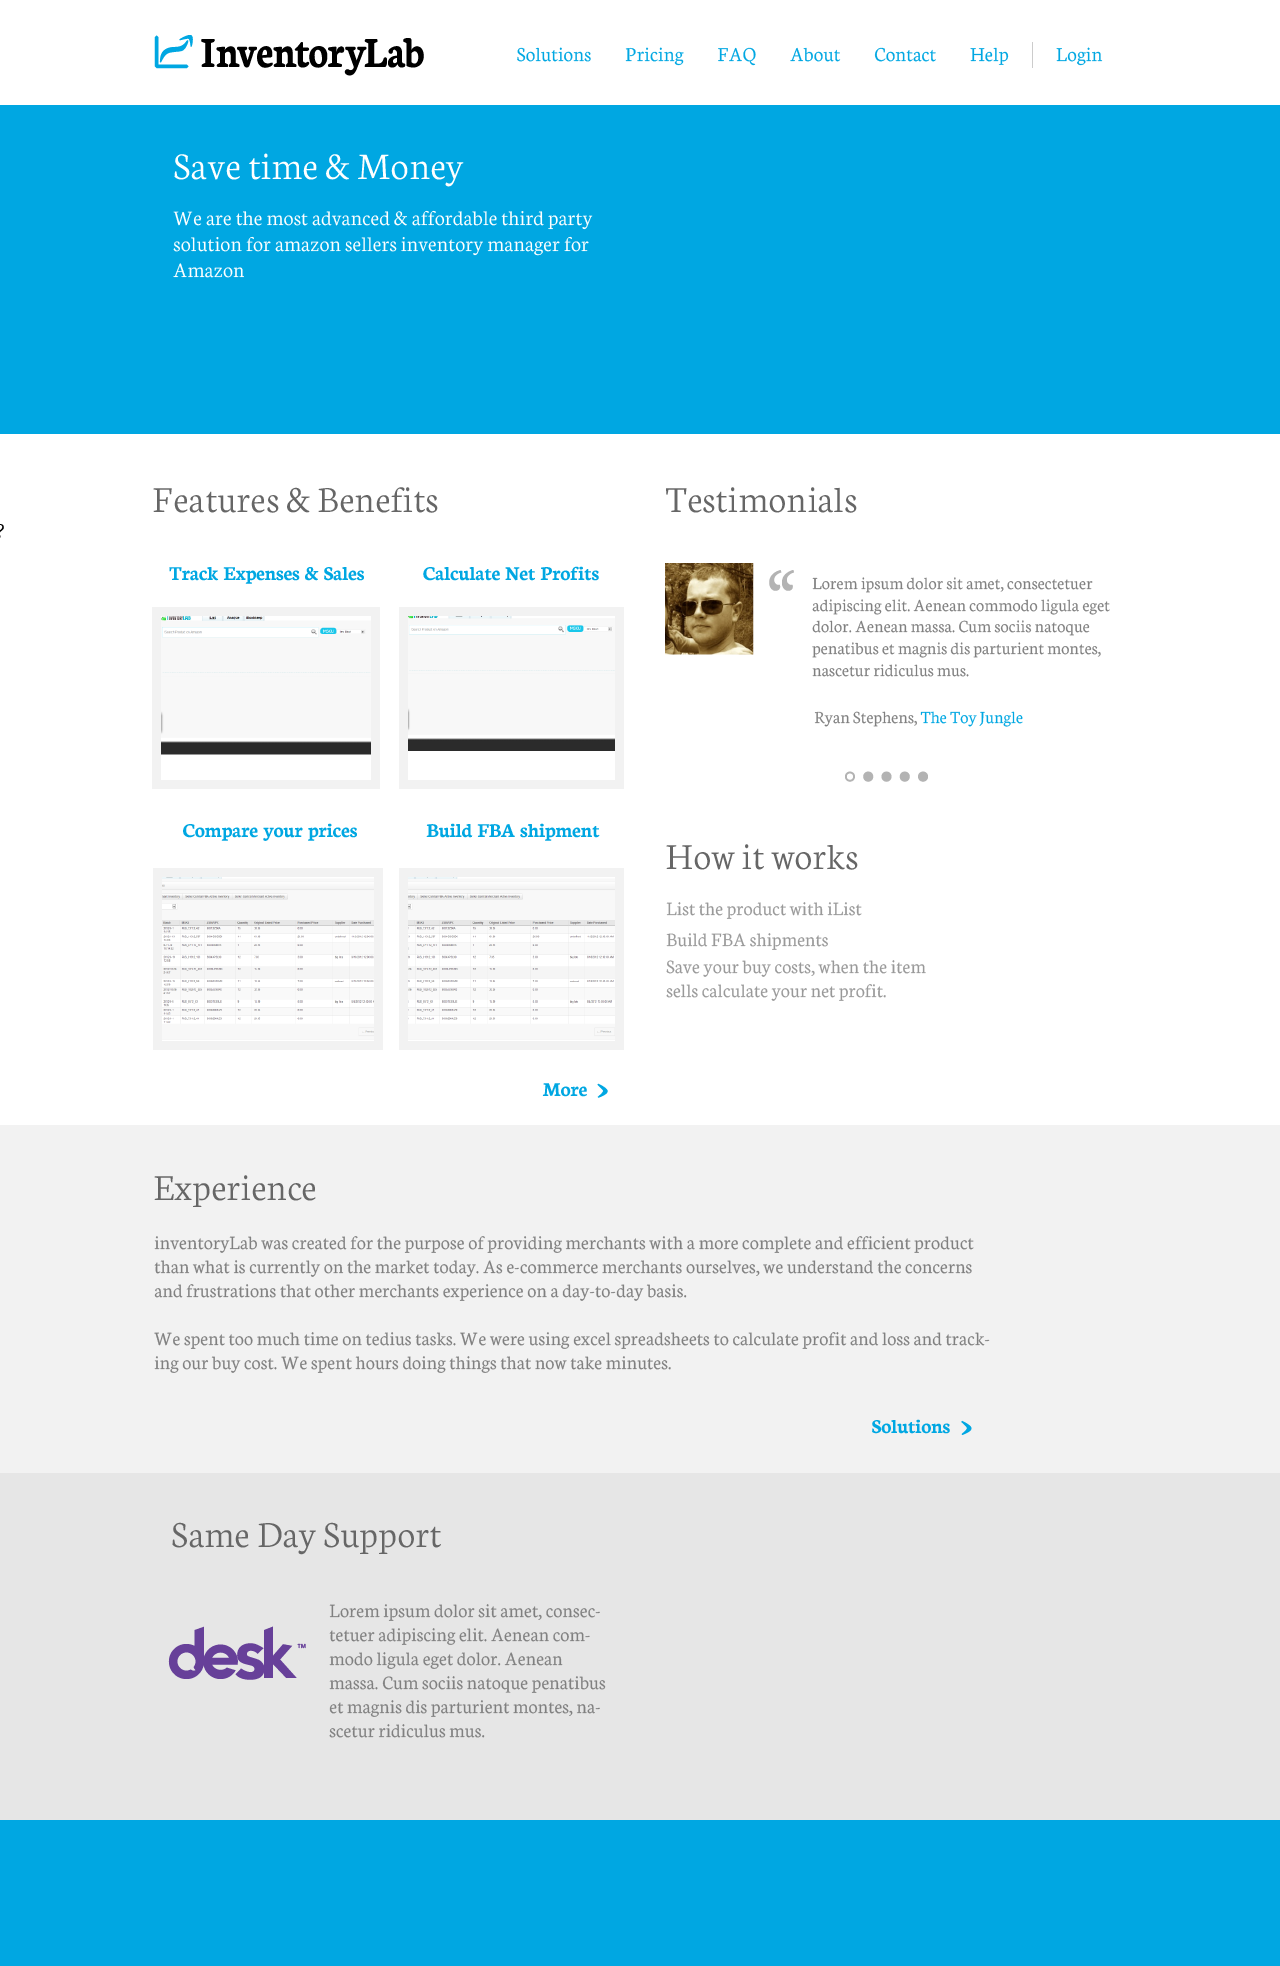 InventoryLab
Solutions Pricing FAQ About Contact Help Login
Save time & Money
We are the most advanced & affordable third party
solution for amazon sellers inventory manager for
Amazon
Features & Benefits
?
Track Expenses & Sales
Calculate Net Profits
Compare your prices
Build FBA shipment
More
Testimonials
“
Lorem ipsum dolor sit amet, consectetuer
adipiscing elit. Aenean commodo ligula eget
dolor. Aenean massa. Cum sociis natoque
penatibus et magnis dis parturient montes,
nascetur ridiculus mus.
Ryan Stephens, The Toy Jungle
How it works
List the product with iList
Build FBA shipments
Save your buy costs, when the item
sells calculate your net profit.
Experience
inventoryLab was created for the purpose of providing merchants with a more complete and efficient product
than what is currently on the market today. As e-commerce merchants ourselves, we understand the concerns
and frustrations that other merchants experience on a day-to-day basis.
We spent too much time on tedius tasks. We were using excel spreadsheets to calculate profit and loss and track-
ing our buy cost. We spent hours doing things that now take minutes.
Solutions
Same Day Support
desk™
Lorem ipsum dolor sit amet, consec-
tetuer adipiscing elit. Aenean com-
modo ligula eget dolor. Aenean
massa. Cum sociis natoque penatibus
et magnis dis parturient montes, na-
scetur ridiculus mus.